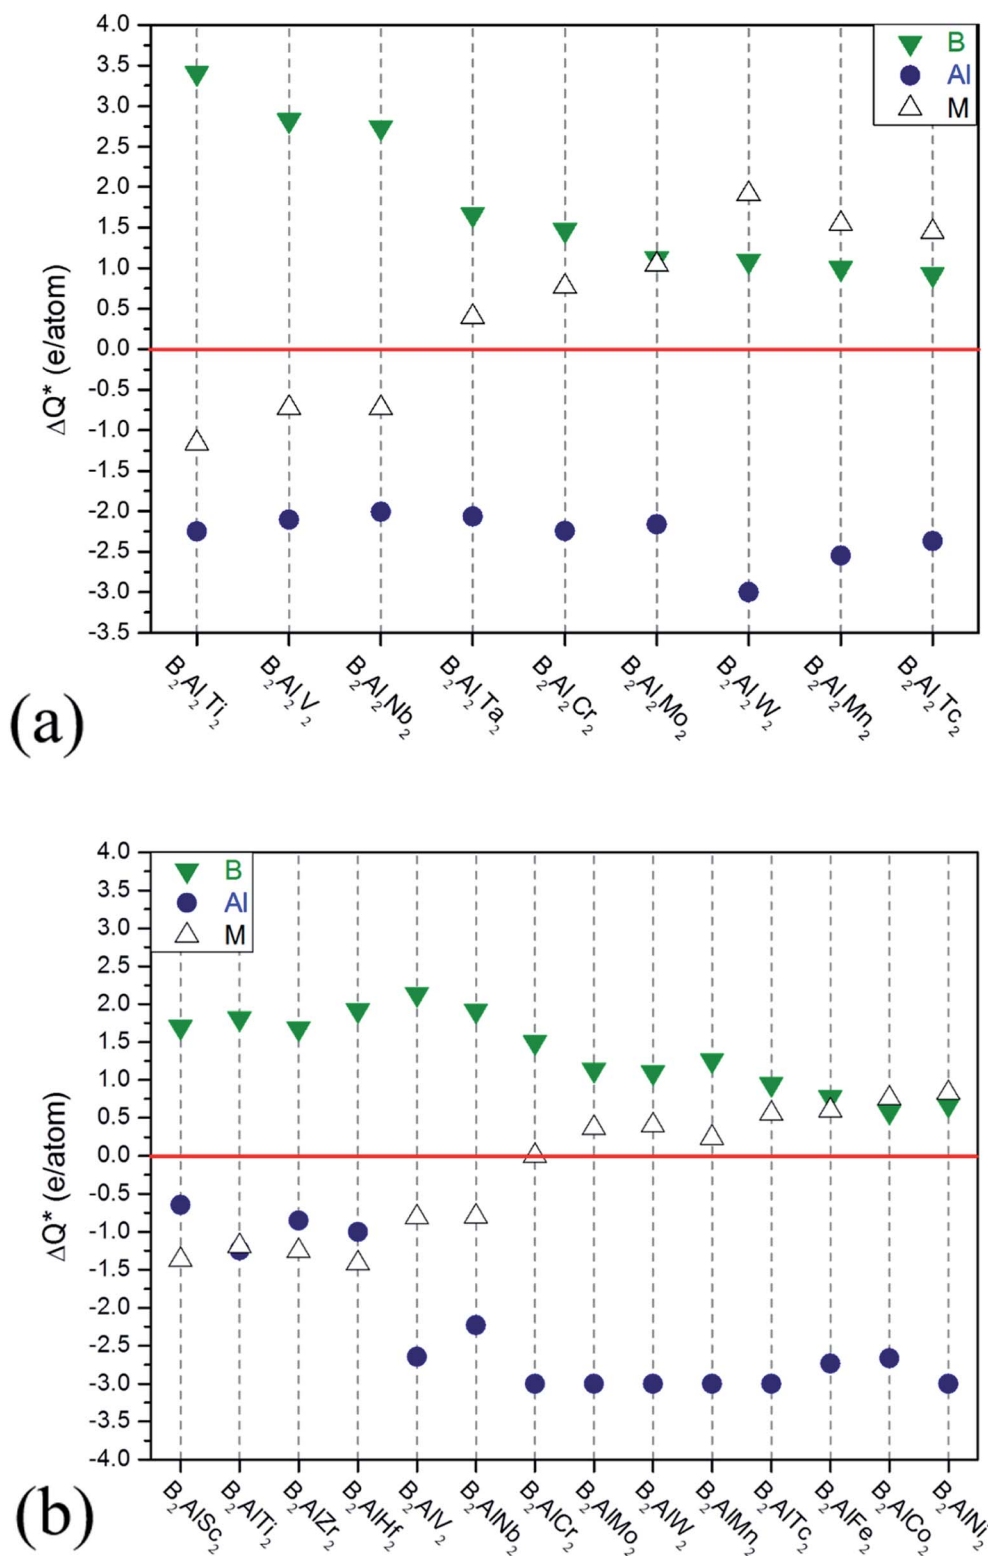 4.0
3.5
3.0
2.5
2.0
1.5
1.0
0.5
0.0
-0.5
-1.0
-1.5
-2.0
-2.5
-3.0
-3.5
ΔQ* (e/atom)
B
Al
M
B₂Al₂Ti₂
B₂Al₂V₂
B₂Al₂Nb₂
B₂Al₂Ta₂
B₂Al₂Cr₂
B₂Al₂Mo₂
B₂Al₂W₂
B₂Al₂Mn₂
B₂Al₂Tc₂
(a)
4.0
3.5
3.0
2.5
2.0
1.5
1.0
0.5
0.0
-0.5
-1.0
-1.5
-2.0
-2.5
-3.0
-3.5
-4.0
ΔQ* (e/atom)
B
Al
M
B₂AlSc₂
B₂AlTi₂
B₂AlZr₂
B₂AlHf₂
B₂AlV₂
B₂AlNb₂
B₂AlCr₂
B₂AlMo₂
B₂AlW₂
B₂AlMn₂
B₂AlTc₂
B₂AlFe₂
B₂AlCo₂
B₂AlNi₂
(b)